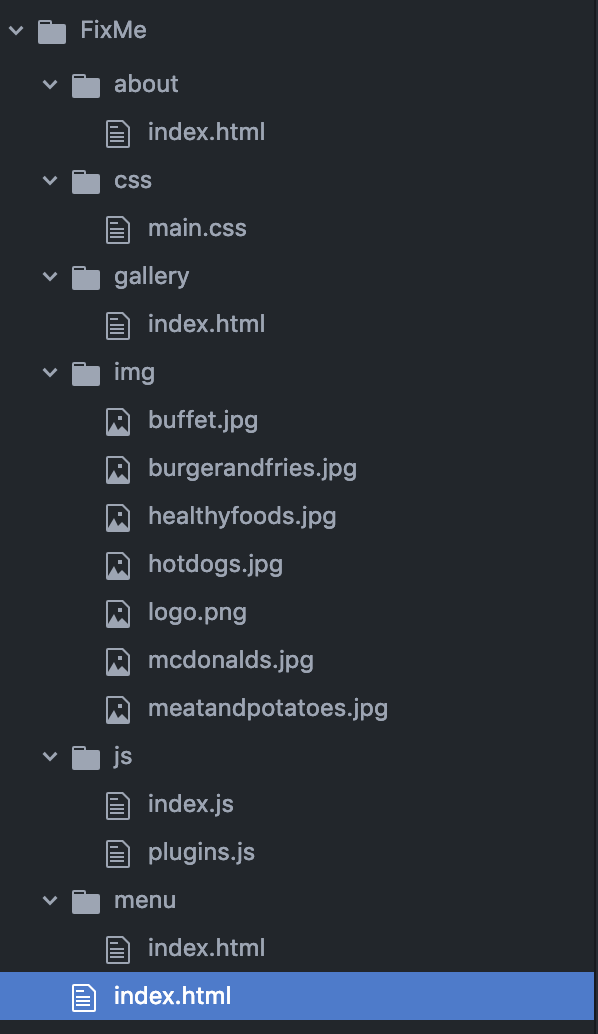 FixMe
about
index.html
css
main.css
gallery
index.html
img
buffet.jpg
burgerandfries.jpg
healthyfoods.jpg
hotdogs.jpg
logo.png
mcdonalds.jpg
meatandpotatoes.jpg
js
index.js
plugins.js
menu
index.html
index.html